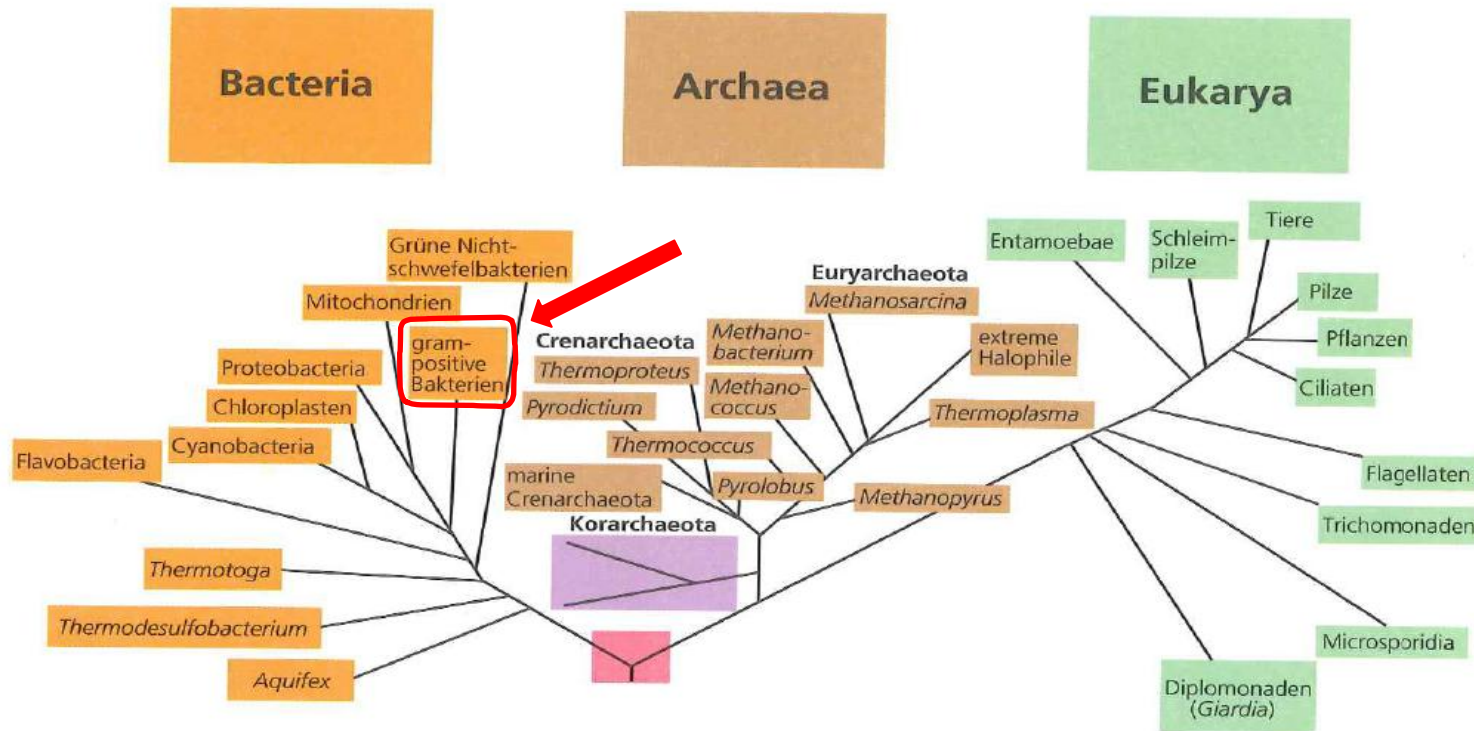 Bacteria
Archaea
Eukarya
Grüne Nicht-
schwefelbakterien
Mitochondrien
gram-
positive
Bakterien
Proteobacteria
Chloroplasten
Cyanobacteria
Flavobacteria
Thermotoga
Thermodesulfobacterium
Aquifex
Crenarchaeota
Thermoproteus
Pyrodictium
Thermococcus
marine
Crenarchaeota
Pyrolobus
Korarchaeota
Euryarchaeota
Methanosarcina
Methano-
bacterium
Methano-
coccus
extreme
Halophile
Thermoplasma
Methanopyrus
Entamoebae
Schleim-
pilze
Tiere
Pilze
Pflanzen
Ciliaten
Flagellaten
Trichomonaden
Microsporidia
Diplomonaden
(Giardia)